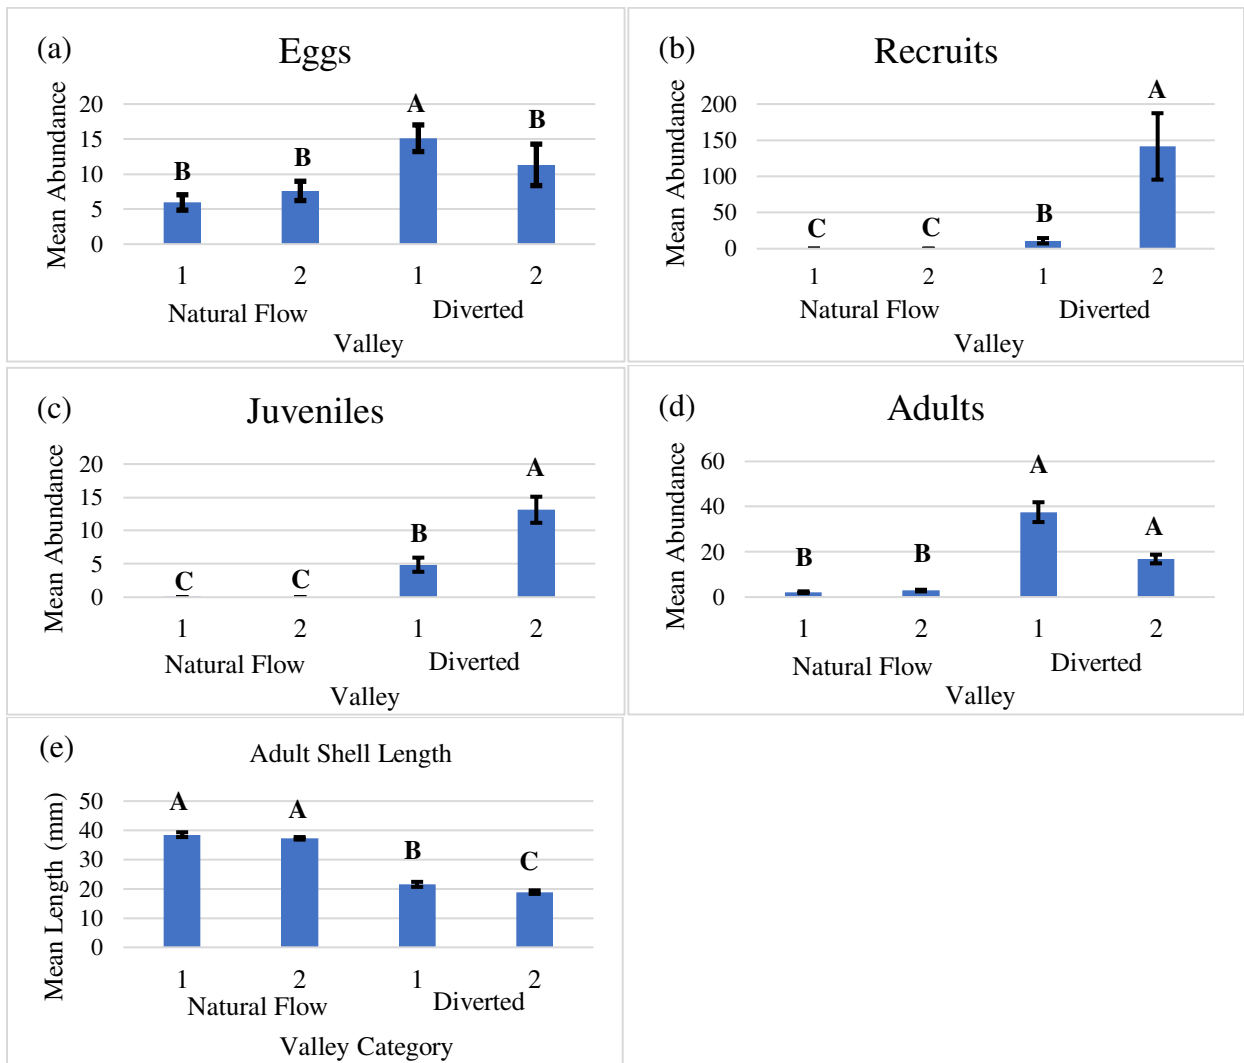 (a)
Eggs
Mean Abundance
20
15
10
5
0
B
B
A
B
1
2
1
2
Natural Flow
Diverted
Valley
(b)
Recruits
Mean Abundance
200
150
100
50
0
C
C
B
A
1
2
1
2
Natural Flow
Diverted
Valley
(c)
Juveniles
Mean Abundance
20
15
10
5
0
C
C
B
A
1
2
1
2
Natural Flow
Diverted
Valley
(d)
Adults
Mean Abundance
60
40
20
0
B
B
A
A
1
2
1
2
Natural Flow
Diverted
Valley
(e)
Adult Shell Length
Mean Length (mm)
50
40
30
20
10
0
A
A
B
C
1
2
1
2
Natural Flow
Diverted
Valley Category